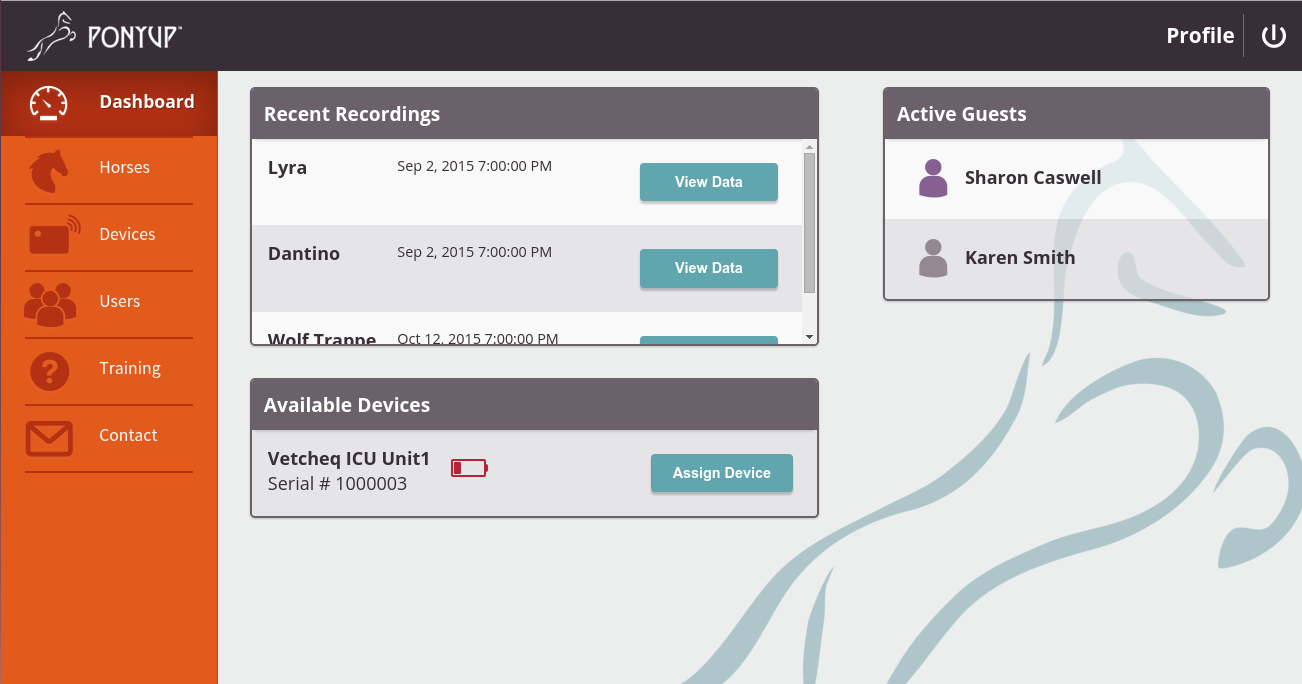 PONYUP™
Profile
Dashboard
Horses
Devices
Users
Training
Contact
Recent Recordings
Lyra Sep 2, 2015 7:00:00 PM View Data
Dantino Sep 2, 2015 7:00:00 PM View Data
Wolf Trappe Oct 12, 2015 7:00:00 PM
Available Devices
Vetcheq ICU Unit1
Serial # 1000003
Assign Device
Active Guests
Sharon Caswell
Karen Smith